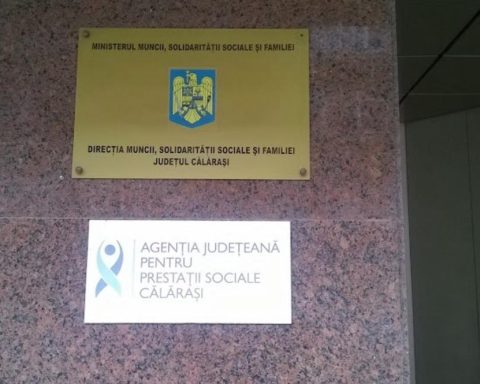 MINISTERUL MUNCII, SOLIDARITĂȚII SOCIALE ȘI FAMILIEI
DIRECȚIA MUNCII, SOLIDARITĂȚII SOCIALE ȘI FAMILIEI
JUDEȚUL CĂLĂRAȘI
AGENȚIA JUDEȚEANĂ
PENTRU
PRESTAȚII SOCIALE
CĂLĂRAȘI